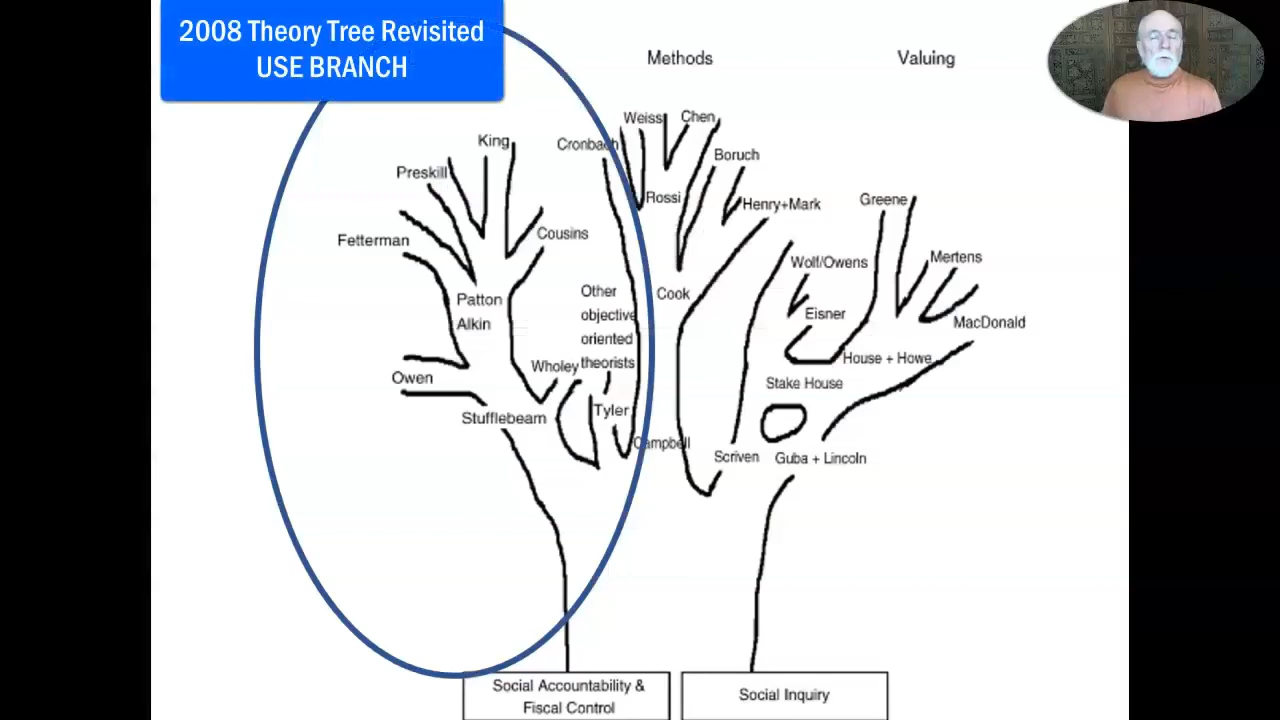 2008 Theory Tree Revisited
USE BRANCH
Methods
Valuing
Weiss
Chen
King
Cronbach
Boruch
Preskill
Rossi
Henry+Mark
Greene
Fetterman
Cousins
Wolf/Owens
Mertens
Patton
Alkin
Other
objective
oriented
theorists
Cook
Eisner
MacDonald
Wholey
House + Howe
Owen
Stake House
Stufflebeam
Tyler
Campbell
Scriven
Guba + Lincoln
Social Accountability &
Fiscal Control
Social Inquiry